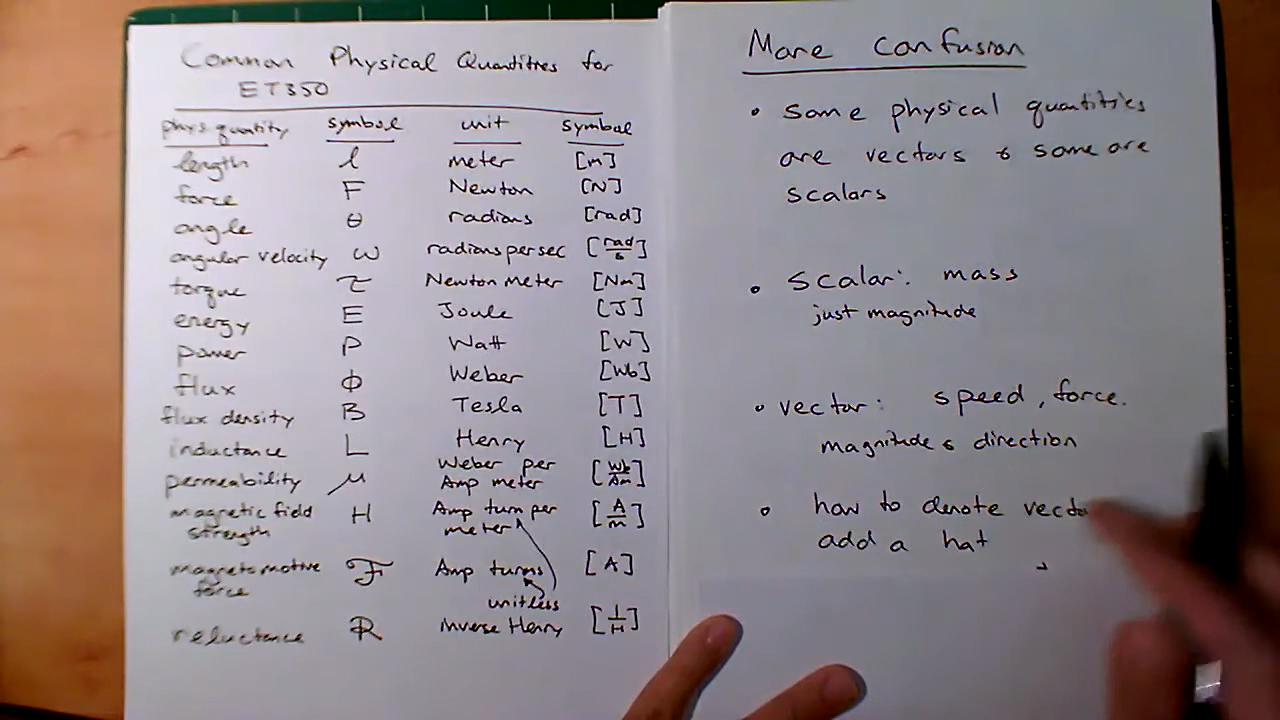 Common Physical Quantities for
ET350
phys quantity symbol unit symbol
length l meter [m]
force F Newton [N]
angle θ radians [rad]
angular velocity ω radians per sec [rad/s]
torque τ Newton meter [Nm]
energy E Joule [J]
power P Watt [W]
flux ϕ Weber [Wb]
flux density B Tesla [T]
inductance L Henry [H]
permeability μ Weber per Amp meter [Wb/Am]
magnetic field strength H Amp turn per meter [A/m]
magnetomotive force ℱ Amp turns [A]
unitless
reluctance ℛ inverse Henry [1/H]
More confusion
• some physical quantities
are vectors & some are
scalars
• scalar: mass
just magnitude
• vector: speed, force.
magnitude & direction
• how to denote
add a hat